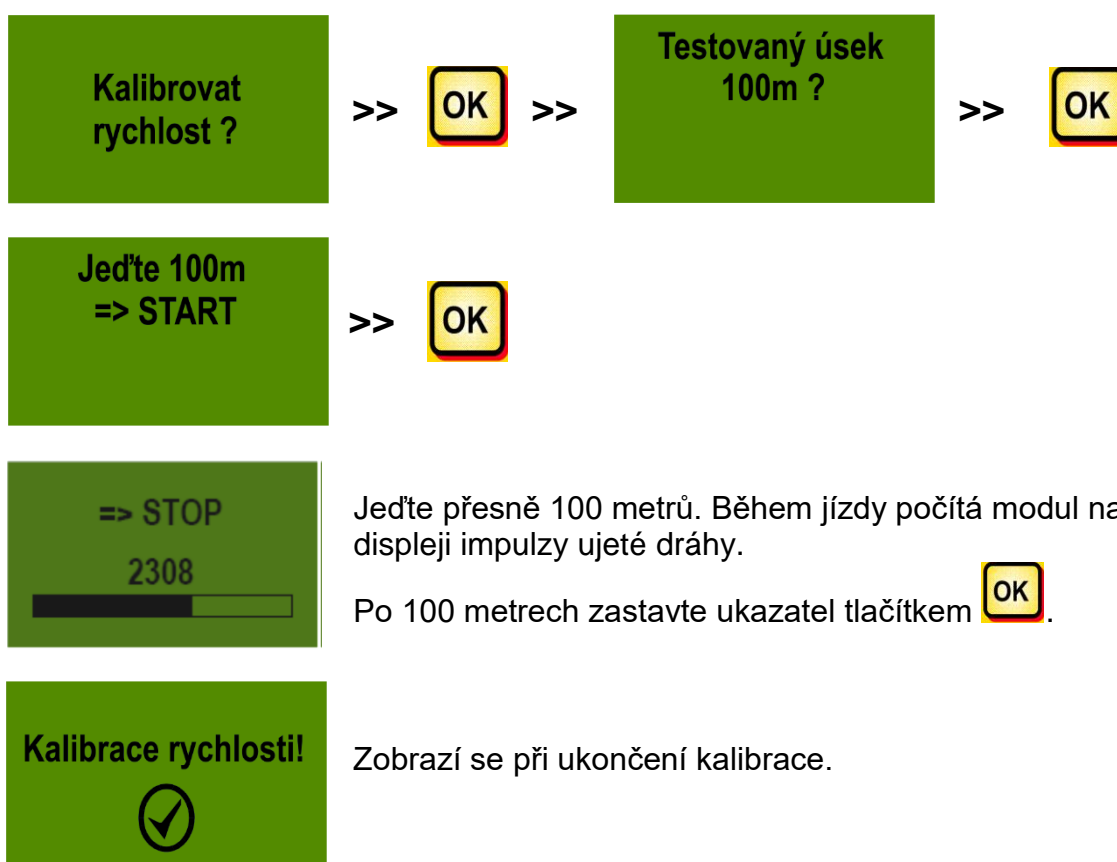 Kalibrovat
rychlost ?
>> OK >>
Testovaný úsek
100m ?
>> OK
Jeďte 100m
=> START
>> OK
=> STOP
2308
Jeďte přesně 100 metrů. Během jízdy počítá modul na
displeji impulzy ujeté dráhy.
Po 100 metrech zastavte ukazatel tlačítkem OK.
Kalibrace rychlosti!
Zobrazí se při ukončení kalibrace.